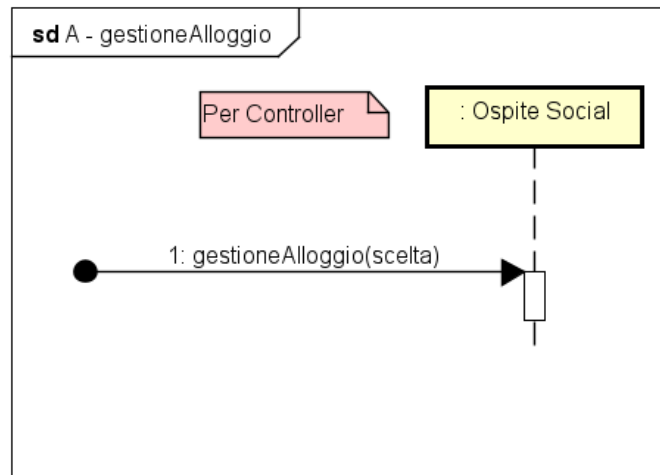 sd A - gestioneAlloggio
Per Controller
: Ospite Social
1: gestioneAlloggio(scelta)